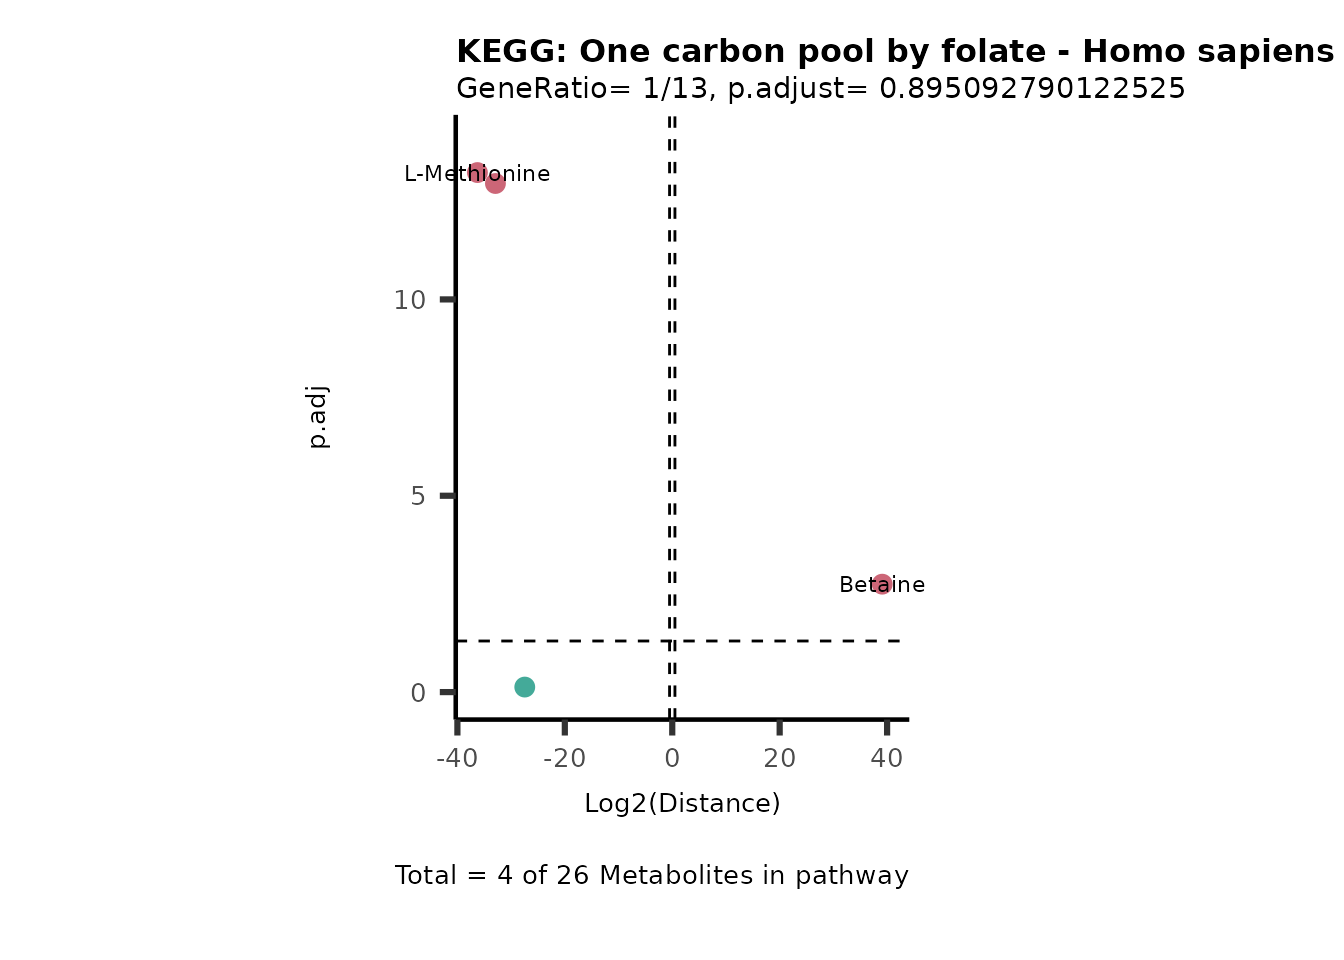 KEGG: One carbon pool by folate - Homo sapiens
GeneRatio= 1/13, p.adjust= 0.895092790122525
L-Methionine
10
p.adj
5
Betaine
0
-40 -20 0 20 40
Log2(Distance)
Total = 4 of 26 Metabolites in pathway